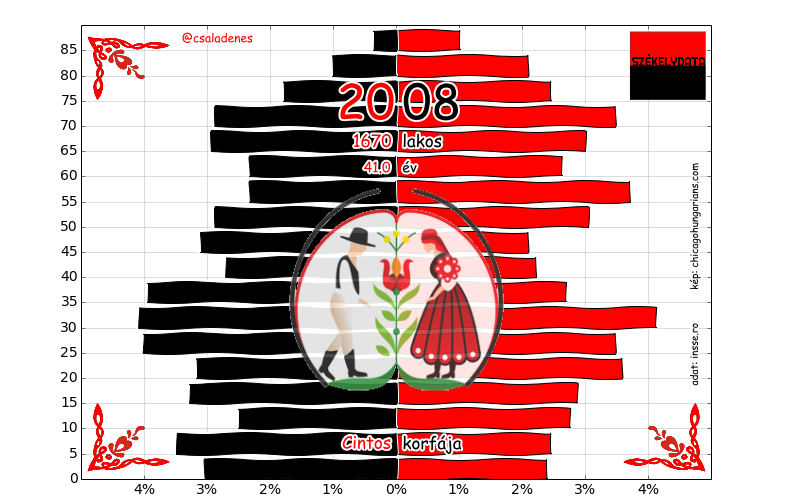 @csaladenes
SZÉKELYDATA
2008
1670 lakos
41,0 év
kép: chicagohungarians.com
adat: insse.ro
Cintos korfája
85
80
75
70
65
60
55
50
45
40
35
30
25
20
15
10
5
0
4% 3% 2% 1% 0% 1% 2% 3% 4%